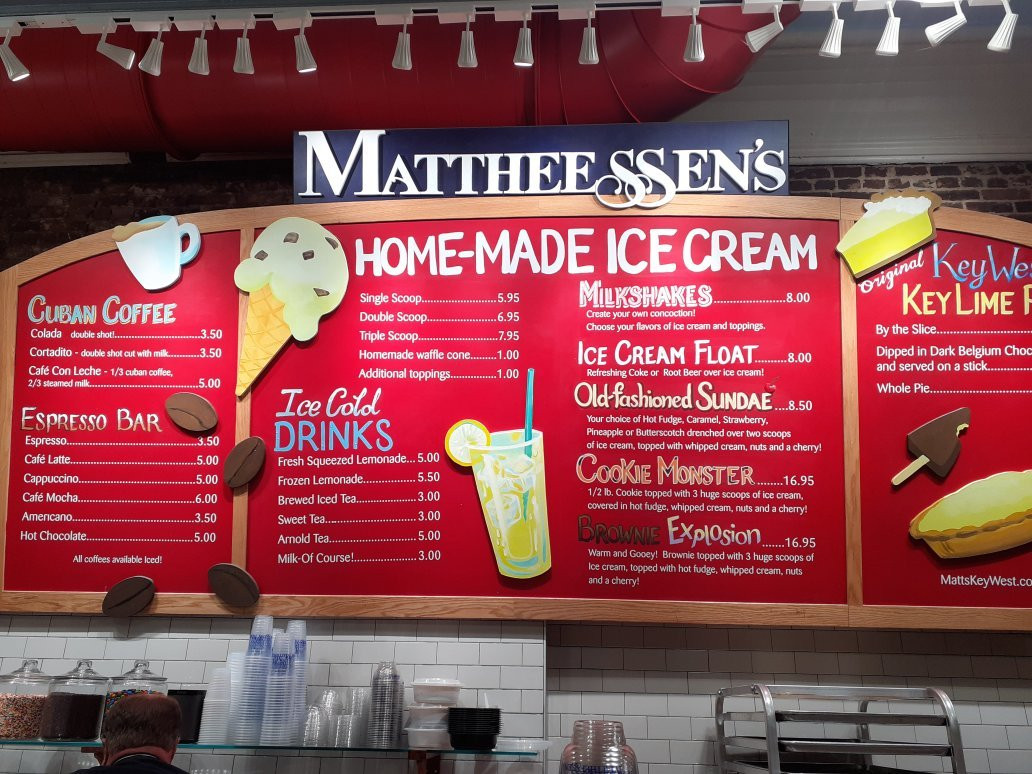 MATTHEESSEN'S
CUBAN COFFEE
Colada double shot!............3.50
Cortadito - double shot cut with milk............3.50
Café Con Leche - 1/3 cuban coffee,
2/3 steamed milk............5.00
ESPRESSO BAR
Espresso............3.50
Café Latte............5.00
Cappuccino............5.00
Café Mocha............6.00
Americano............3.50
Hot Chocolate............5.00
All coffees available Iced!
HOME-MADE ICE CREAM
Single Scoop............5.95
Double Scoop............6.95
Triple Scoop............7.95
Homemade waffle cone............1.00
Additional toppings............1.00
Ice Cold
DRINKS
Fresh Squeezed Lemonade... 5.00
Frozen Lemonade............5.50
Brewed Iced Tea............3.00
Sweet Tea............3.00
Arnold Tea............5.00
Milk-Of Course!............3.00
MILKSHAKES............8.00
Create your own concoction!
Choose your flavors of ice cream and toppings.
ICE CREAM FLOAT............8.00
Refreshing Coke or Root Beer over ice cream!
Old-fashioned SUNDAE....8.50
Your choice of Hot Fudge, Caramel, Strawberry,
Pineapple or Butterscotch drenched over two scoops
of ice cream, topped with whipped cream, nuts and a cherry!
COOKIE MONSTER........16.95
1/2 lb. Cookie topped with 3 huge scoops of ice cream,
covered in hot fudge, whipped cream, nuts and a cherry!
BROWNIE Explosion......16.95
Warm and Gooey! Brownie topped with 3 huge scoops of
Ice cream, topped with hot fudge, whipped cream, nuts
and a cherry!
Original Key Wes
KEY LIME P
By the Slice............
Dipped in Dark Belgium Choc
and served on a stick............
Whole Pie............
MattsKeyWest.co